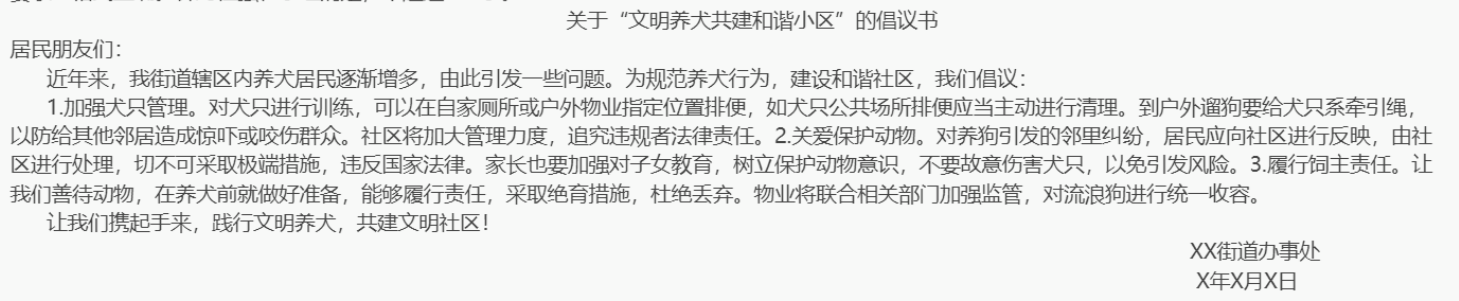 关于“文明养犬共建和谐小区”的倡议书
居民朋友们：
近年来，我街道辖区内养犬居民逐渐增多，由此引发一些问题。为规范养犬行为，建设和谐社区，我们倡议：
1.加强犬只管理。对犬只进行训练，可以在自家厕所或户外物业指定位置排便，如犬只公共场所排便应当主动进行清理。到户外遛狗要给犬只系牵引绳，
以防给其他邻居造成惊吓或咬伤群众。社区将加大管理力度，追究违规者法律责任。2.关爱保护动物。对养狗引发的邻里纠纷，居民应向社区进行反映，由社
区进行处理，切不可采取极端措施，违反国家法律。家长也要加强对子女教育，树立保护动物意识，不要故意伤害犬只，以免引发风险。3.履行饲主责任。让
我们善待动物，在养犬前就做好准备，能够履行责任，采取绝育措施，杜绝丢弃。物业将联合相关部门加强监管，对流浪狗进行统一收容。
让我们携起手来，践行文明养犬，共建文明社区！
XX街道办事处
X年X月X日